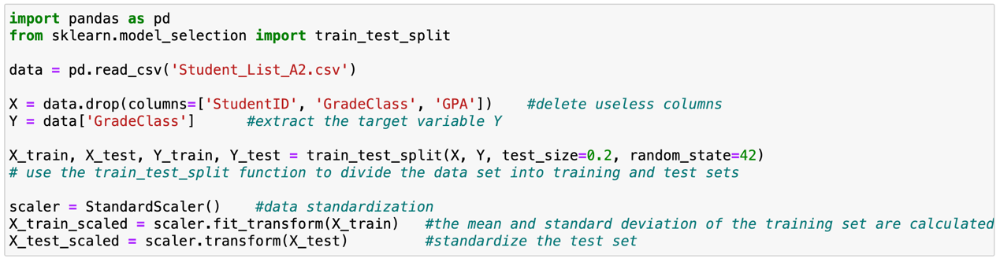 import pandas as pd
from sklearn.model_selection import train_test_split
data = pd.read_csv('Student_List_A2.csv')
X = data.drop(columns=['StudentID', 'GradeClass', 'GPA'])    #delete useless columns
Y = data['GradeClass']      #extract the target variable Y
X_train, X_test, Y_train, Y_test = train_test_split(X, Y, test_size=0.2, random_state=42)
# use the train_test_split function to divide the data set into training and test sets
scaler = StandardScaler()    #data standardization
X_train_scaled = scaler.fit_transform(X_train)   #the mean and standard deviation of the training set are calculated
X_test_scaled = scaler.transform(X_test)         #standardize the test set